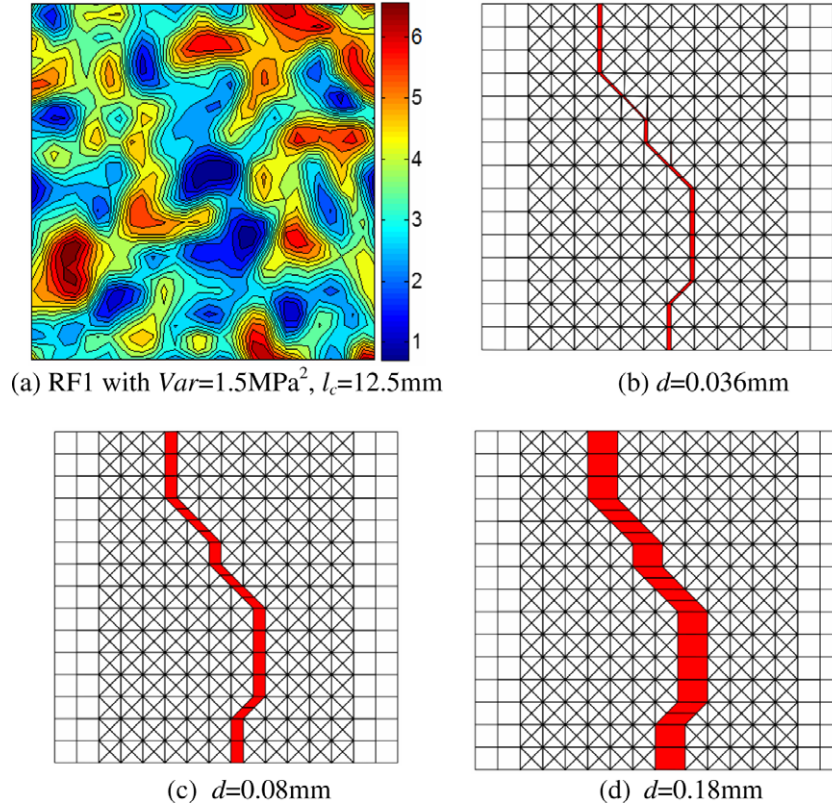 6
5
4
3
2
1
(a) RF1 with Var=1.5MPa², l_c=12.5mm
(b) d=0.036mm
(c) d=0.08mm
(d) d=0.18mm